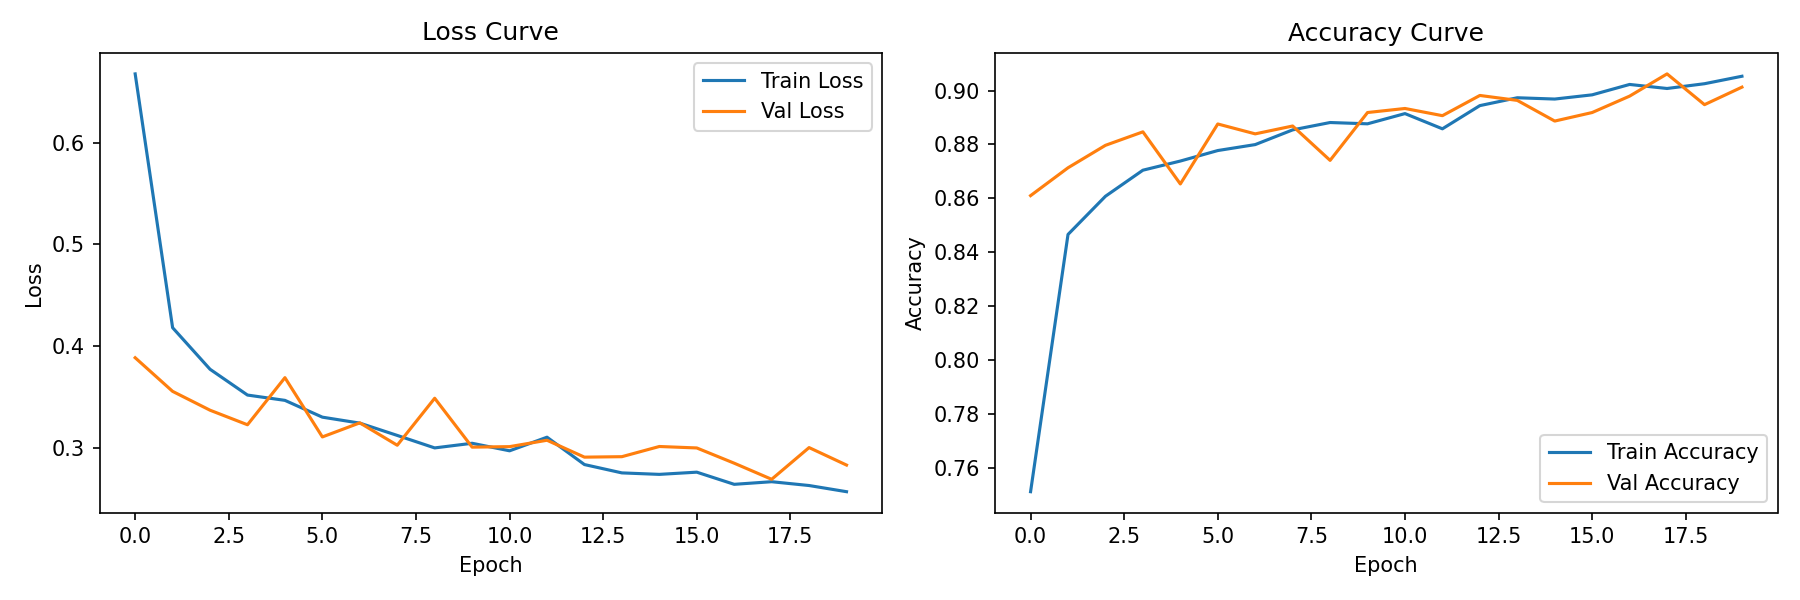 Loss Curve
Train Loss
Val Loss
0.6
0.5
0.4
0.3
Loss
0.0 2.5 5.0 7.5 10.0 12.5 15.0 17.5
Epoch
Accuracy Curve
0.90
0.88
0.86
0.84
0.82
0.80
0.78
0.76
Accuracy
Train Accuracy
Val Accuracy
0.0 2.5 5.0 7.5 10.0 12.5 15.0 17.5
Epoch